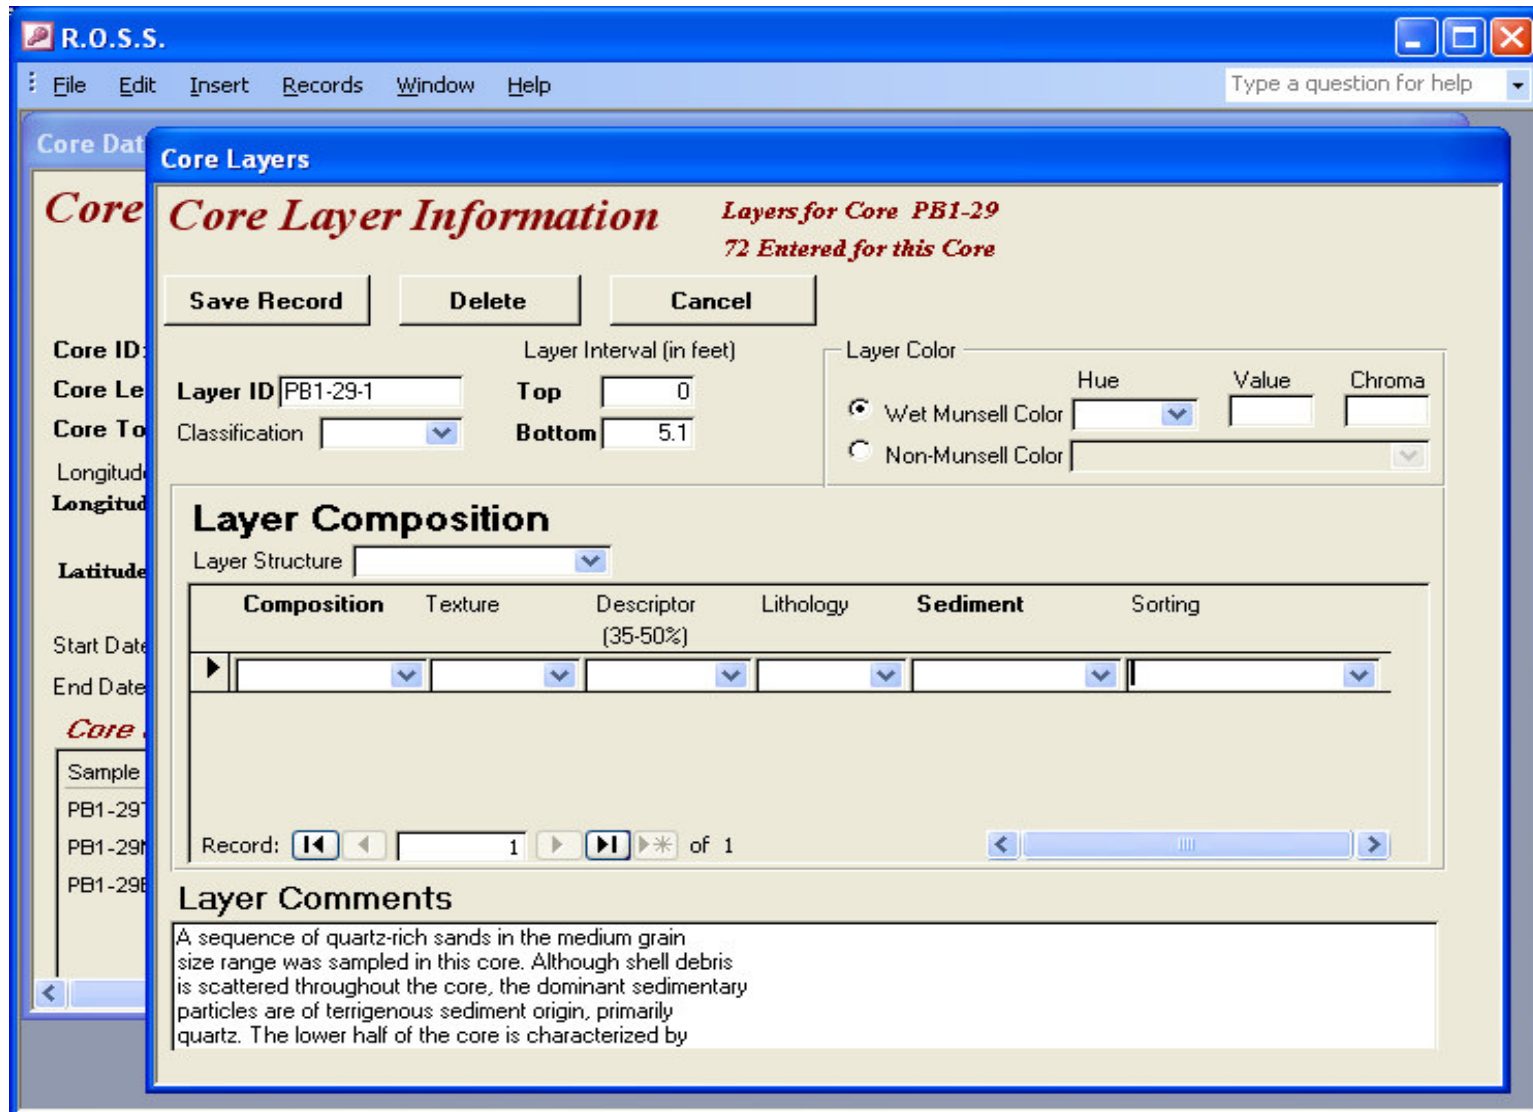 R.O.S.S.
File Edit Insert Records Window Help Type a question for help
Core Dat
Core Layers
Core
Core Layer Information
Layers for Core PB1-29
72 Entered for this Core
Save Record Delete Cancel
Core ID:
Core Le
Core To
Longitud
Longitud
Latitude
Start Date
End Date
Core
Sample
PB1-29
PB1-29
PB1-29
Layer Interval (in feet)
Layer ID PB1-29-1 Top 0
Classification Bottom 5.1
Layer Color
Hue Value Chroma
Wet Munsell Color
Non-Munsell Color
Layer Composition
Layer Structure
Composition Texture Descriptor Lithology Sediment Sorting
(35-50%)
Record: 1 of 1
Layer Comments
A sequence of quartz-rich sands in the medium grain
size range was sampled in this core. Although shell debris
is scattered throughout the core, the dominant sedimentary
particles are of terrigenous sediment origin, primarily
quartz. The lower half of the core is characterized by